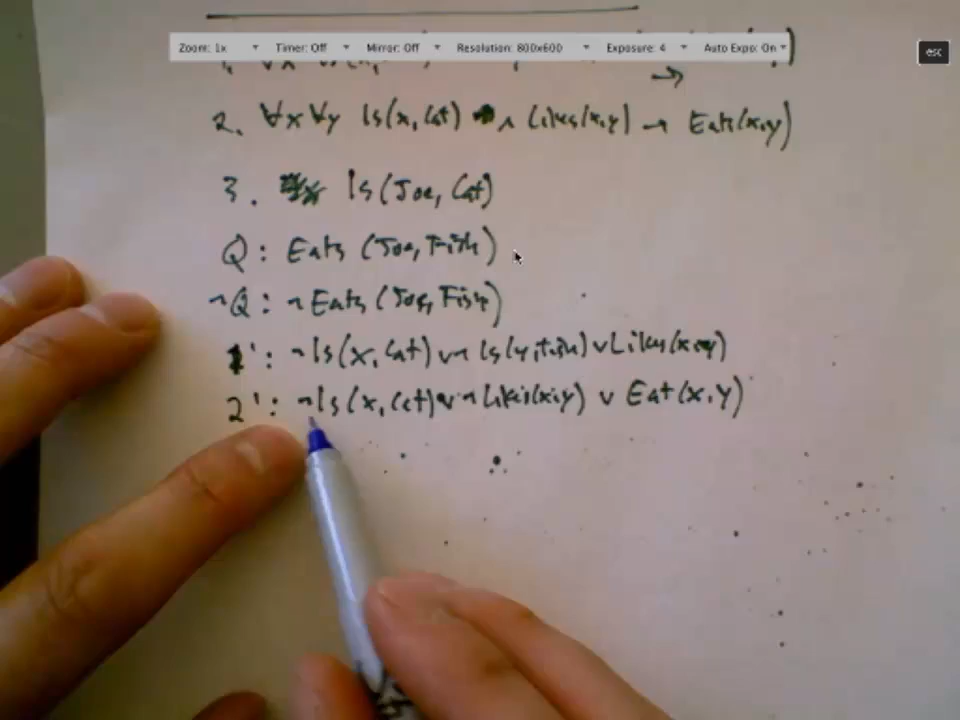 Zoom: 1x Timer: Off Mirror: Off Resolution: 800x600 Exposure: 4 Auto Expo: On
esc
→
2. ∀x ∀y Is(x, Cat) ∧ Likes(x,y) → Eats(x,y)
3. Is(Joe, Cat)
Q: Eats (Joe, Fish)
¬Q: ¬Eats (Joe, Fish)
1': ¬Is(x, Cat) ∨ ¬ Is(y, Fish) ∨ Likes(x,y)
2': ¬Is(x, Cat) ∨ ¬ Likes(x,y) ∨ Eat(x,y)